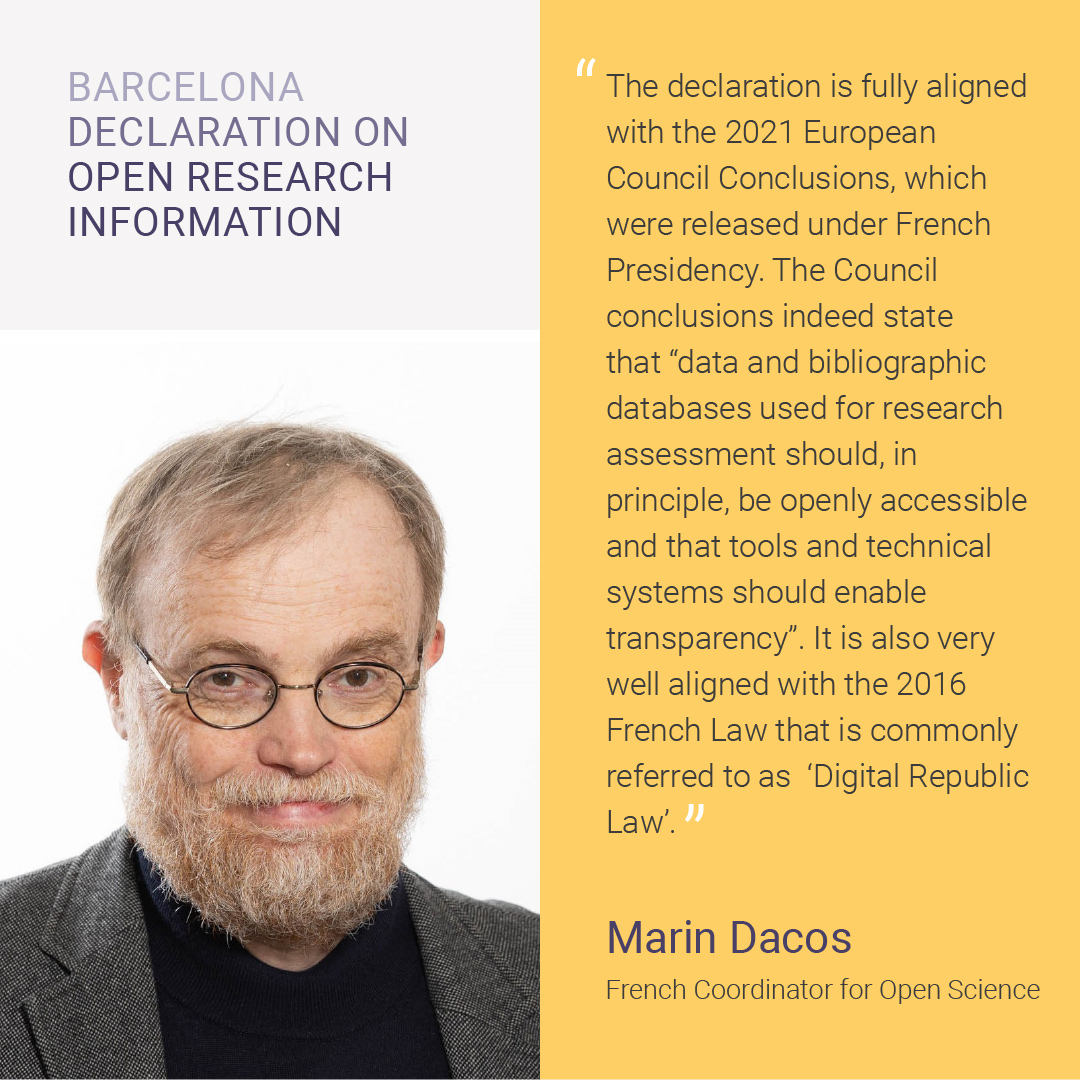 BARCELONA
DECLARATION ON
OPEN RESEARCH
INFORMATION
“ The declaration is fully aligned
with the 2021 European
Council Conclusions, which
were released under French
Presidency. The Council
conclusions indeed state
that “data and bibliographic
databases used for research
assessment should, in
principle, be openly accessible
and that tools and technical
systems should enable
transparency”. It is also very
well aligned with the 2016
French Law that is commonly
referred to as ‘Digital Republic
Law’. ”
Marin Dacos
French Coordinator for Open Science